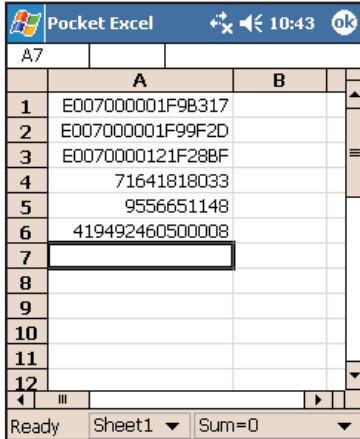 Pocket Excel 10:43 ok
A7
A B
1 E007000001F9B317
2 E007000001F99F2D
3 E0070000121F28BF
4 71641818033
5 9556651148
6 419492460500008
7
8
9
10
11
12
Ready Sheet1 Sum=0